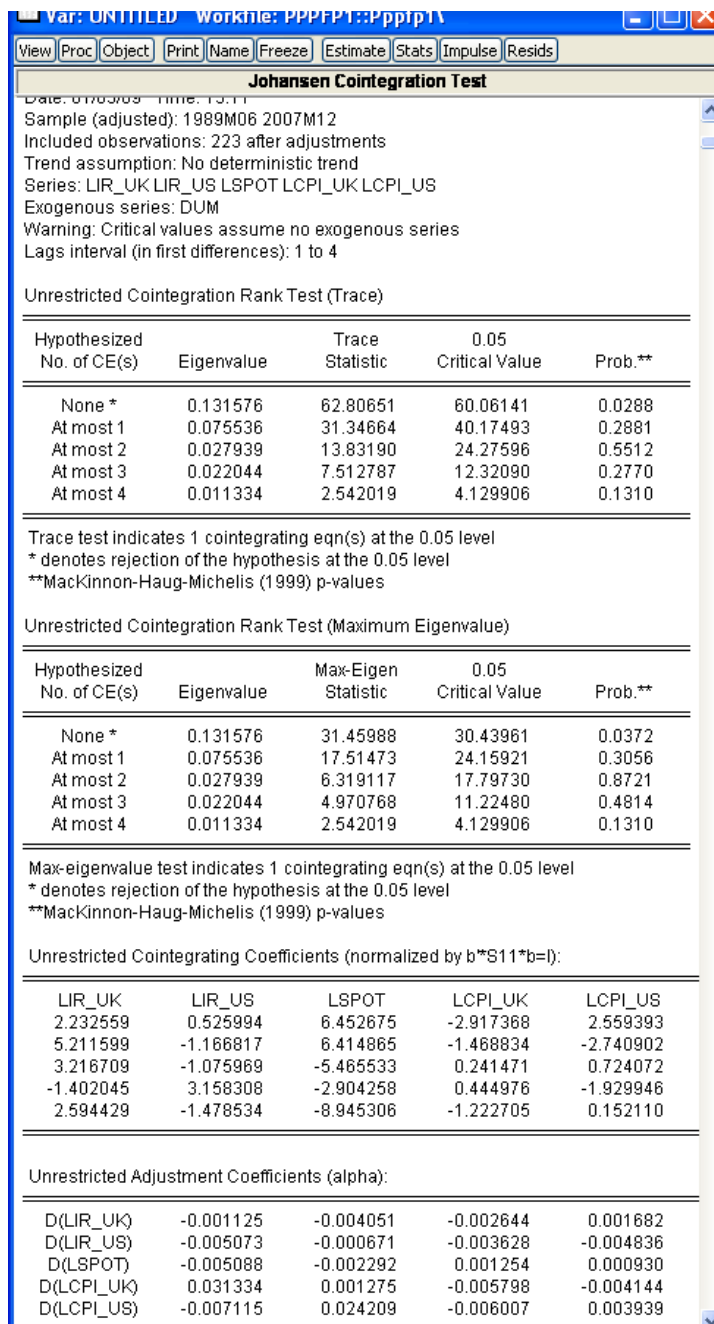 Var: UNTITLED Workfile: PPPFP1::Pppfp1\
View Proc Object Print Name Freeze Estimate Stats Impulse Resids
Johansen Cointegration Test
Sample (adjusted): 1989M06 2007M12
Included observations: 223 after adjustments
Trend assumption: No deterministic trend
Series: LIR_UK LIR_US LSPOT LCPI_UK LCPI_US
Exogenous series: DUM
Warning: Critical values assume no exogenous series
Lags interval (in first differences): 1 to 4
Unrestricted Cointegration Rank Test (Trace)
Hypothesized Trace 0.05
No. of CE(s) Eigenvalue Statistic Critical Value Prob.**
None * 0.131576 62.80651 60.06141 0.0288
At most 1 0.075536 31.34664 40.17493 0.2881
At most 2 0.027939 13.83190 24.27596 0.5512
At most 3 0.022044 7.512787 12.32090 0.2770
At most 4 0.011334 2.542019 4.129906 0.1310
Trace test indicates 1 cointegrating eqn(s) at the 0.05 level
* denotes rejection of the hypothesis at the 0.05 level
**MacKinnon-Haug-Michelis (1999) p-values
Unrestricted Cointegration Rank Test (Maximum Eigenvalue)
Hypothesized Max-Eigen 0.05
No. of CE(s) Eigenvalue Statistic Critical Value Prob.**
None * 0.131576 31.45988 30.43961 0.0372
At most 1 0.075536 17.51473 24.15921 0.3056
At most 2 0.027939 6.319117 17.79730 0.8721
At most 3 0.022044 4.970768 11.22480 0.4814
At most 4 0.011334 2.542019 4.129906 0.1310
Max-eigenvalue test indicates 1 cointegrating eqn(s) at the 0.05 level
* denotes rejection of the hypothesis at the 0.05 level
**MacKinnon-Haug-Michelis (1999) p-values
Unrestricted Cointegrating Coefficients (normalized by b'*S11*b=I):
LIR_UK LIR_US LSPOT LCPI_UK LCPI_US
2.232559 0.525994 6.452675 -2.917368 2.559393
5.211599 -1.166817 6.414865 -1.468834 -2.740902
3.216709 -1.075969 -5.465533 0.241471 0.724072
-1.402045 3.158308 -2.904258 0.444976 -1.929946
2.594429 -1.478534 -8.945306 -1.222705 0.152110
Unrestricted Adjustment Coefficients (alpha):
D(LIR_UK) -0.001125 -0.004051 -0.002644 0.001682
D(LIR_US) -0.005073 -0.000671 -0.003628 -0.004836
D(LSPOT) -0.005088 -0.002292 0.001254 0.000930
D(LCPI_UK) 0.031334 0.001275 -0.005798 -0.004144
D(LCPI_US) -0.007115 0.024209 -0.006007 0.003939